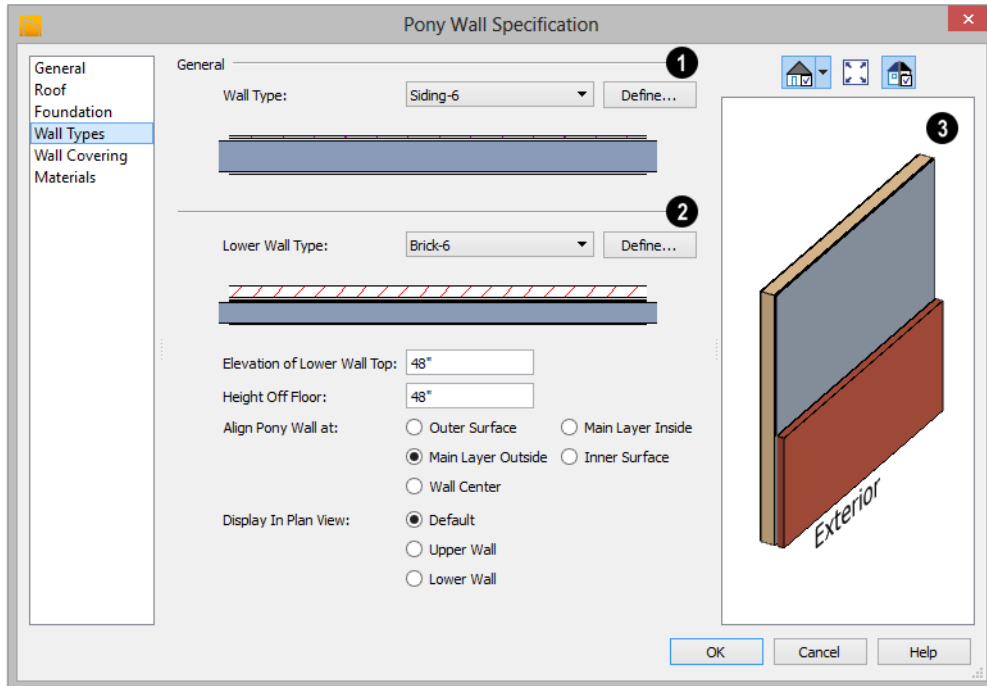 Pony Wall Specification
General
Roof
Foundation
Wall Types
Wall Covering
Materials
General
1
Wall Type: Siding-6 Define...
2
Lower Wall Type: Brick-6 Define...
Elevation of Lower Wall Top: 48"
Height Off Floor: 48"
Align Pony Wall at: Outer Surface Main Layer Inside
Main Layer Outside Inner Surface
Wall Center
Display In Plan View: Default
Upper Wall
Lower Wall
3
Exterior
OK Cancel Help